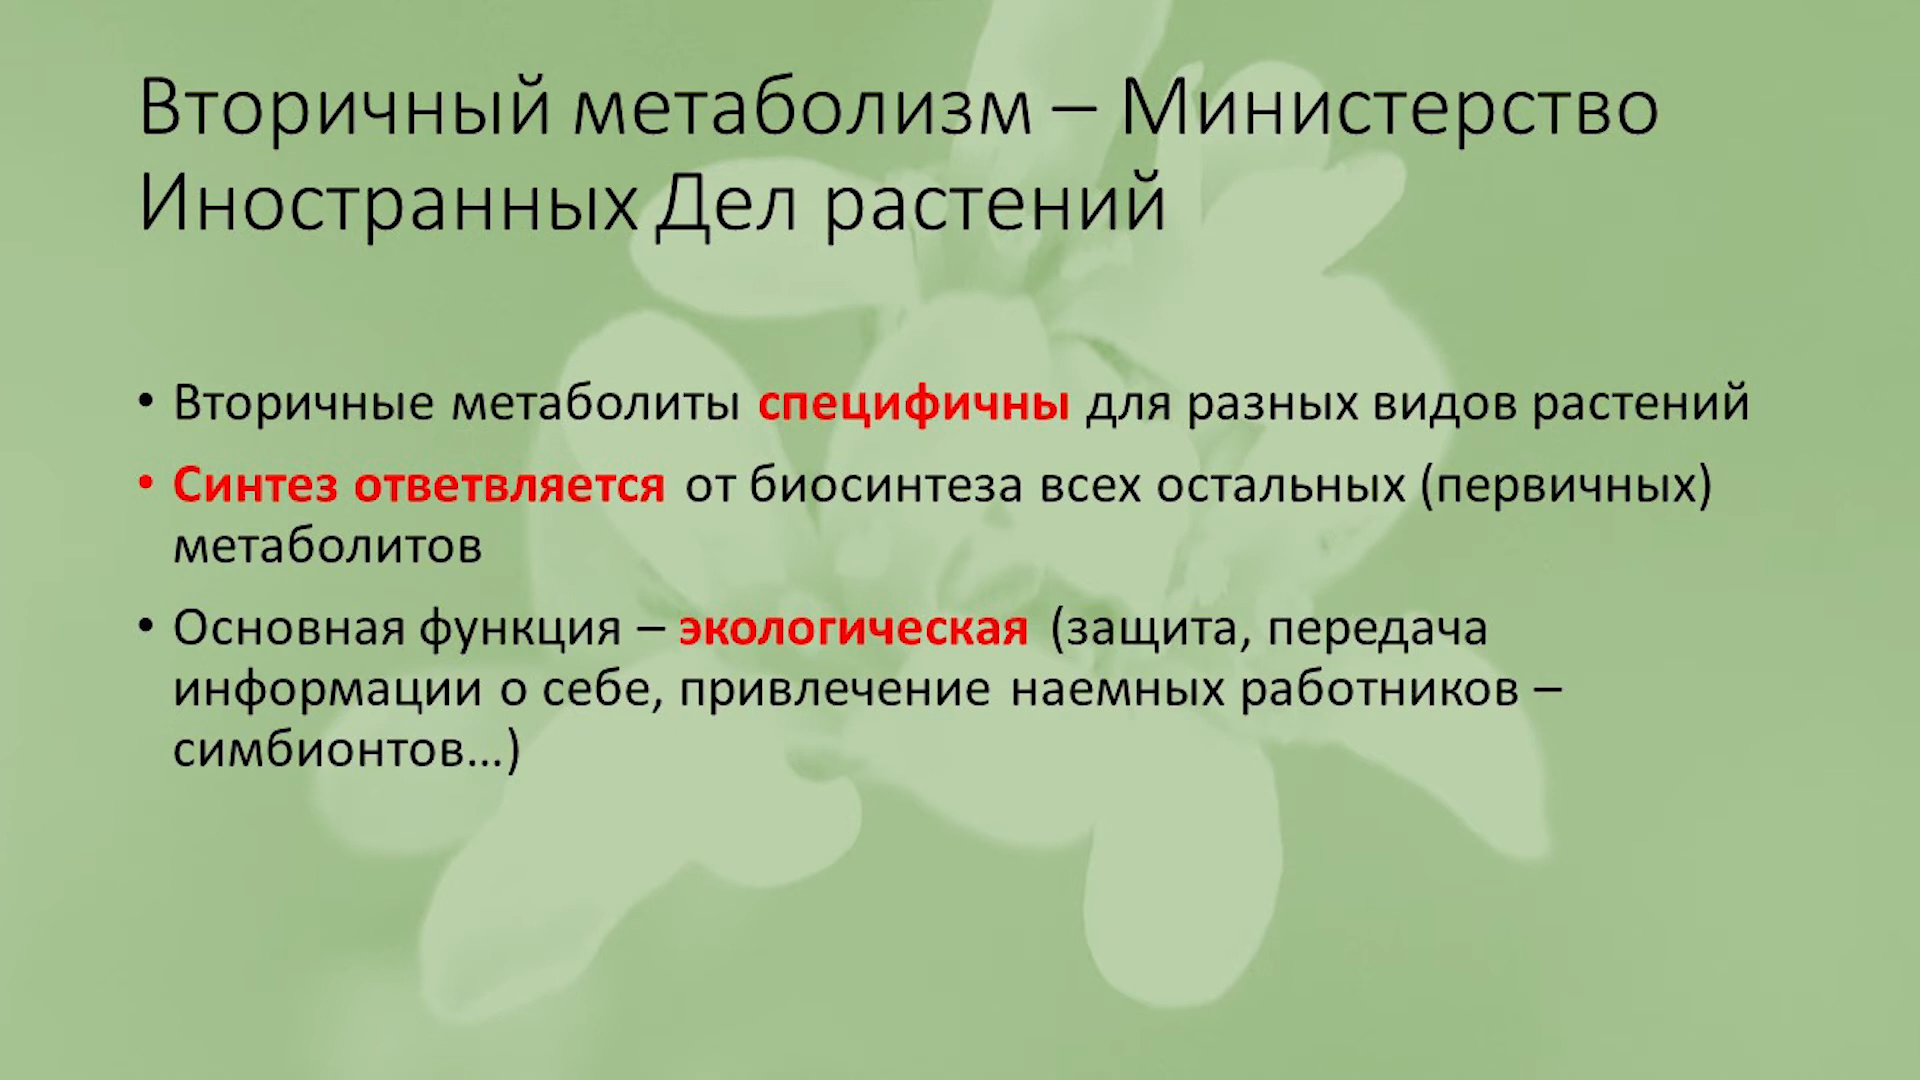 Вторичный метаболизм – Министерство
Иностранных Дел растений
• Вторичные метаболиты специфичны для разных видов растений
• Синтез ответвляется от биосинтеза всех остальных (первичных)
метаболитов
• Основная функция – экологическая (защита, передача
информации о себе, привлечение наемных работников –
симбионтов...)